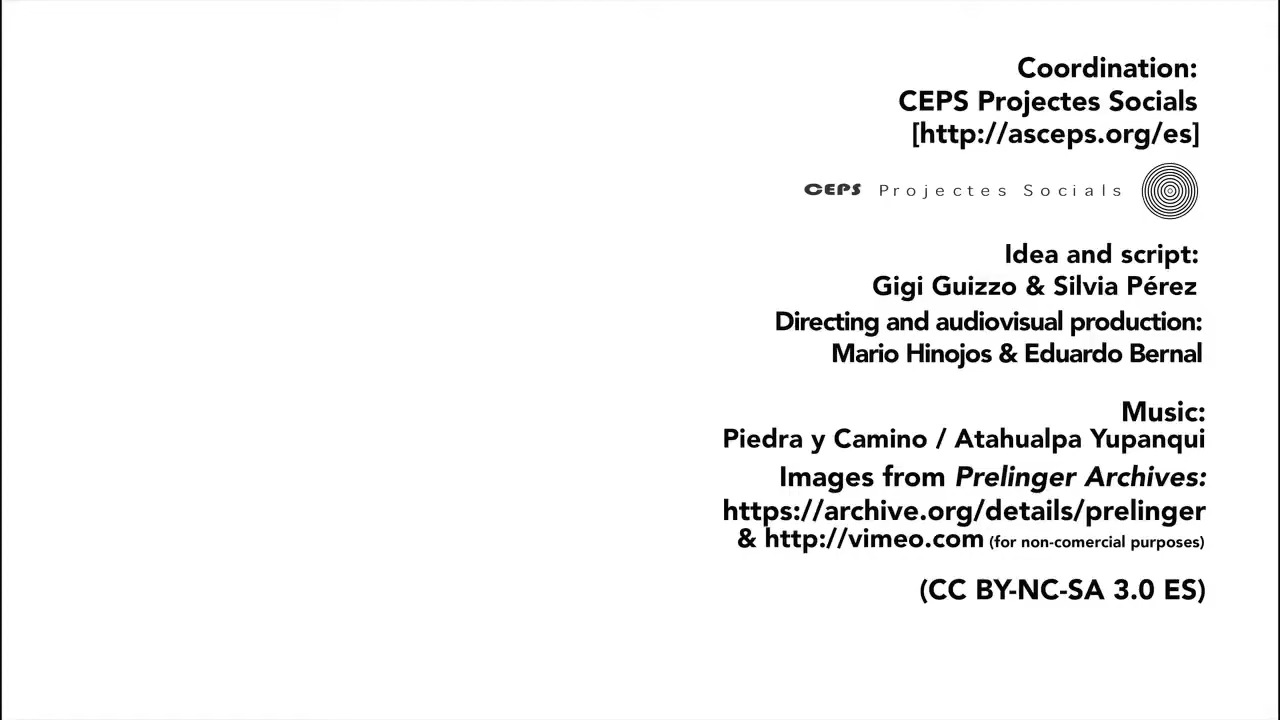 Coordination:
CEPS Projectes Socials
[http://asceps.org/es]
CEPS Projectes Socials
Idea and script:
Gigi Guizzo & Silvia Pérez
Directing and audiovisual production:
Mario Hinojos & Eduardo Bernal
Music:
Piedra y Camino / Atahualpa Yupanqui
Images from Prelinger Archives:
https://archive.org/details/prelinger
& http://vimeo.com (for non-comercial purposes)
(CC BY-NC-SA 3.0 ES)